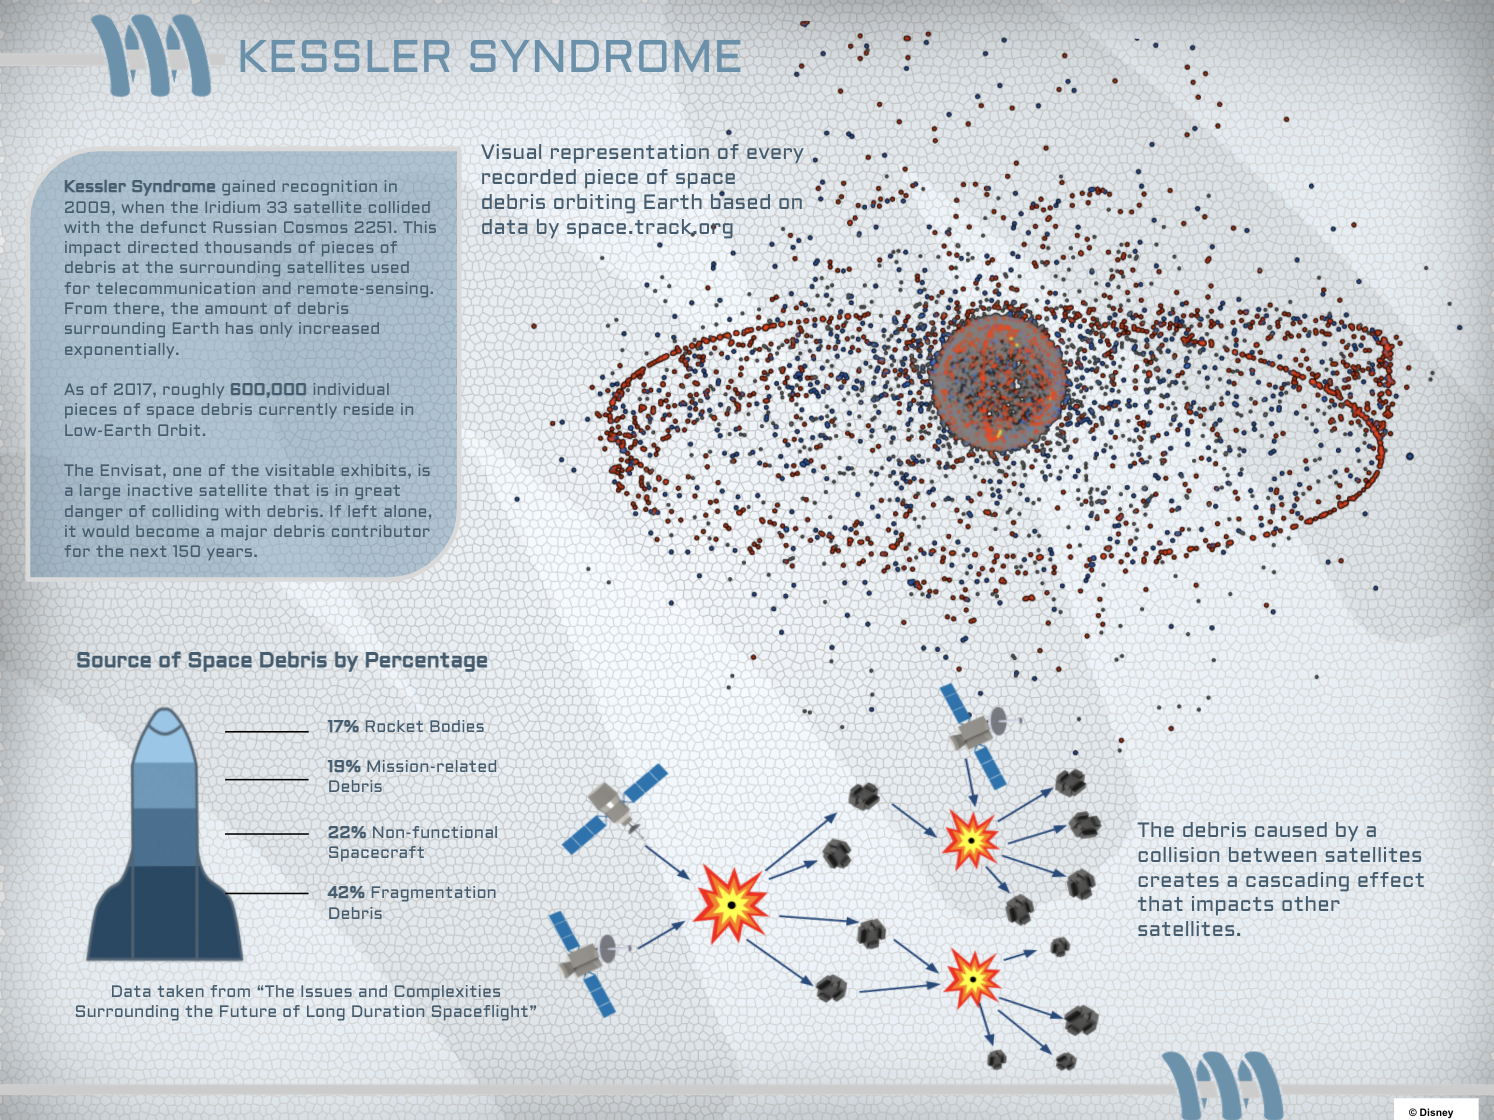 KESSLER SYNDROME
Kessler Syndrome gained recognition in
2009, when the Iridium 33 satellite collided
with the defunct Russian Cosmos 2251. This
impact directed thousands of pieces of
debris at the surrounding satellites used
for telecommunication and remote-sensing.
From there, the amount of debris
surrounding Earth has only increased
exponentially.
As of 2017, roughly 600,000 individual
pieces of space debris currently reside in
Low-Earth Orbit.
The Envisat, one of the visitable exhibits, is
a large inactive satellite that is in great
danger of colliding with debris. If left alone,
it would become a major debris contributor
for the next 150 years.
Visual representation of every
recorded piece of space
debris orbiting Earth based on
data by space.track.org
Source of Space Debris by Percentage
17% Rocket Bodies
19% Mission-related
Debris
22% Non-functional
Spacecraft
42% Fragmentation
Debris
Data taken from “The Issues and Complexities
Surrounding the Future of Long Duration Spaceflight”
The debris caused by a
collision between satellites
creates a cascading effect
that impacts other
satellites.
© Disney